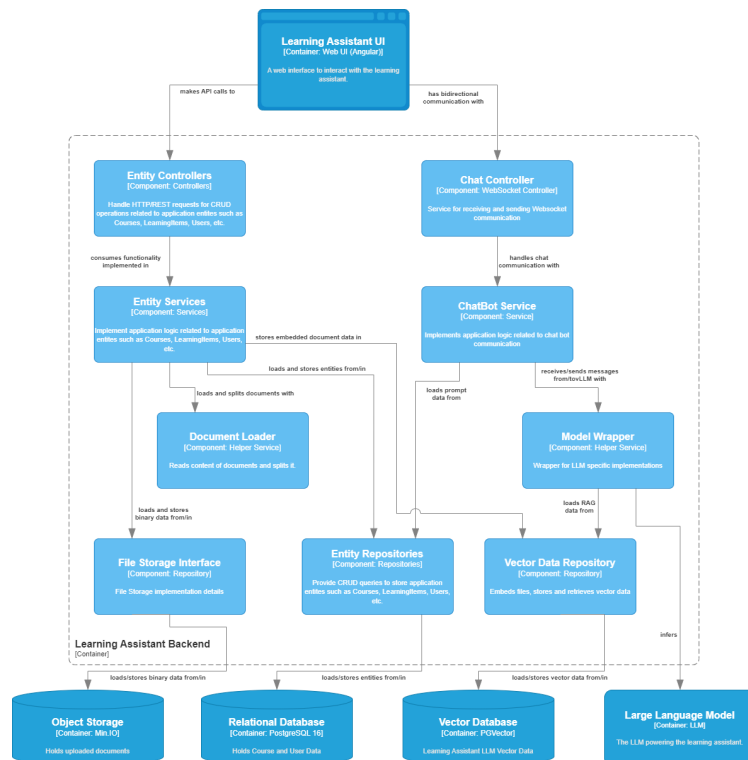 Learning Assistant UI
[Container: Web UI (Angular)]
A web interface to interact with the learning
assistant.
makes API calls to
has bidirectional
communication with
Entity Controllers
[Component: Controllers]
Handle HTTP/REST requests for CRUD
operations related to application entites such as
Courses, LearningItems, Users, etc.
Chat Controller
[Component: WebSocket Controller]
Service for receiving and sending Websocket
communication
consumes functionality
implemented in
handles chat
communication with
Entity Services
[Component: Services]
Implement application logic related to application
entites such as Courses, LearningItems, Users,
etc.
ChatBot Service
[Component: Service]
Implements application logic related to chat bot
communication
stores embedded document data in
loads and stores entities from/in
loads and splits documents with
loads prompt
data from
receives/sends messages
from/tovLLM with
Document Loader
[Component: Helper Service]
Reads content of documents and splits it.
Model Wrapper
[Component: Helper Service]
Wrapper for LLM specific implementations
loads and stores
binary data from/in
loads RAG
data from
File Storage Interface
[Component: Repository]
File Storage implementation details
Entity Repositories
[Component: Repositories]
Provide CRUD queries to store application
entites such as Courses, LearningItems, Users,
etc.
Vector Data Repository
[Component: Repository]
Embeds files, stores and retrieves vector data
infers
Learning Assistant Backend
[Container]
loads/stores binary data from/in
loads/stores entities from/in
loads/stores vector data from/in
Object Storage
[Container: Min.IO]
Holds uploaded documents
Relational Database
[Container: PostgreSQL 16]
Holds Course and User Data
Vector Database
[Container: PGVector]
Learning Assistant LLM Vector Data
Large Language Model
[Container: LLM]
The LLM powering the learning assistant.